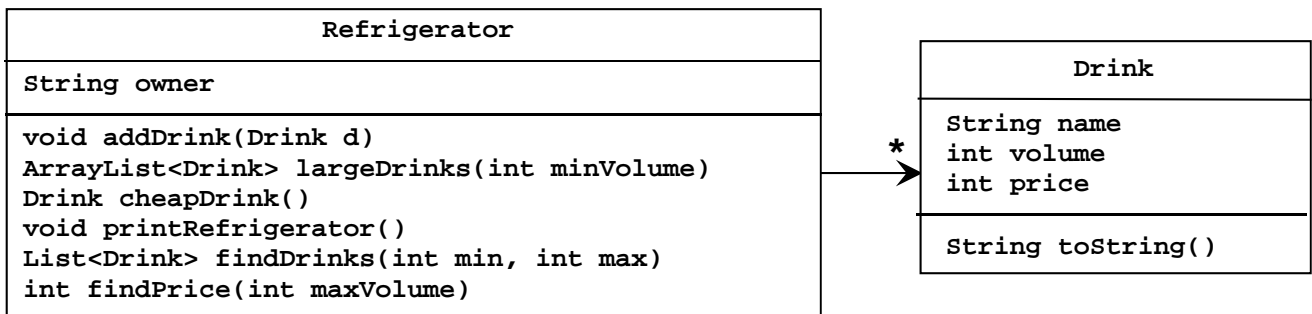 Refrigerator
String owner
void addDrink(Drink d)
ArrayList<Drink> largeDrinks(int minVolume)
Drink cheapDrink()
void printRefrigerator()
List<Drink> findDrinks(int min, int max)
int findPrice(int maxVolume)
*
Drink
String name
int volume
int price
String toString()